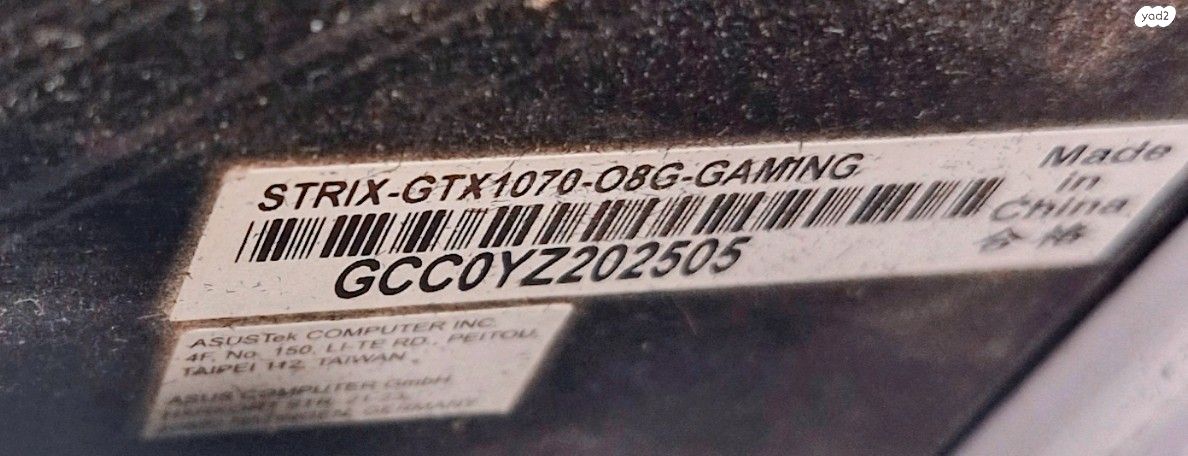 yad2
STRIX-GTX1070-O8G-GAMING
GCC0YZ202505
Made
in
China
合 格
ASUSTek COMPUTER INC.
4F, No. 150, LI-TE RD., PEITOU,
TAIPEI 112, TAIWAN
ASUS COMPUTER GmbH
GERMANY